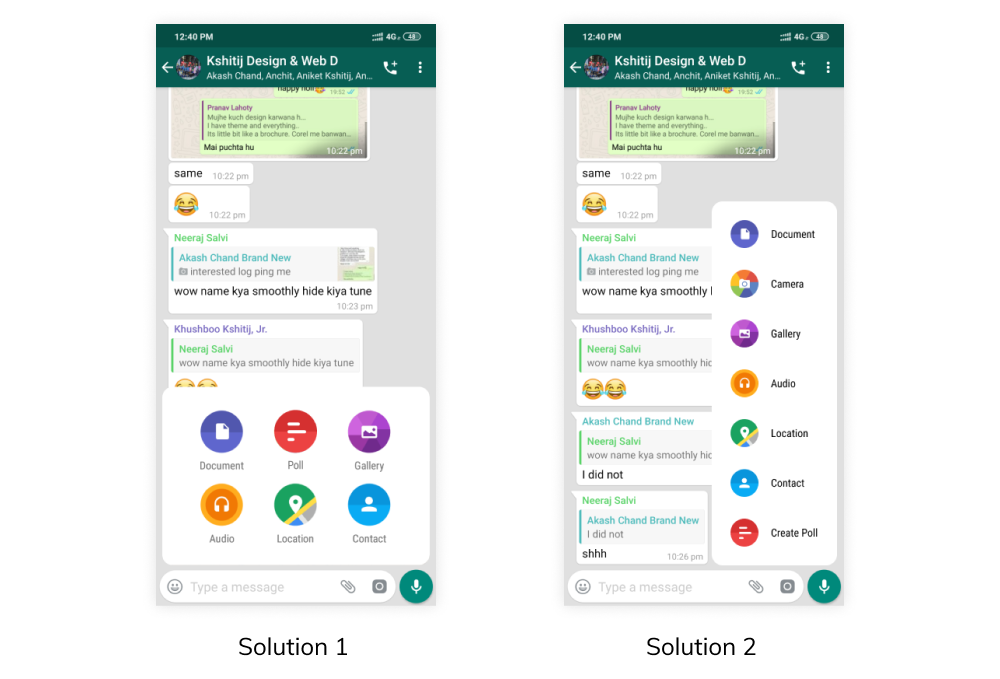 12:40 PM
4G
48
Kshitij Design & Web D
Akash Chand, Anchit, Aniket Kshitij, An...
happy holi 19:02
Pranav Lahoty
Mujhe kuch design karwana h...
I have theme and everything..
Its little bit like a brochure. Corel me banwan...
Mai puchta hu
10:22 pm
same 10:22 pm
10:22 pm
Neeraj Salvi
Akash Chand Brand New
interested log ping me
wow name kya smoothly hide kiya tune
10:23 pm
Khushboo Kshitij, Jr.
Neeraj Salvi
wow name kya smoothly hide kiya tune
Document
Poll
Gallery
Audio
Location
Contact
Type a message
Solution 1
12:40 PM
4G
48
Kshitij Design & Web D
Akash Chand, Anchit, Aniket Kshitij, An...
happy holi 19:02
Pranav Lahoty
Mujhe kuch design karwana h...
I have theme and everything..
Its little bit like a brochure. Corel me banwan...
Mai puchta hu
10:22 pm
same 10:22 pm
10:22 pm
Neeraj Salvi
Akash Chand Brand New
interested log ping me
wow name kya smoothly
Khushboo Kshitij, Jr.
Neeraj Salvi
wow name kya smoothly hid
Akash Chand Brand New
Neeraj Salvi
wow name kya smoothly hid
I did not
Neeraj Salvi
Akash Chand Brand New
I did not
shhh
10:26 pm
Document
Camera
Gallery
Audio
Location
Contact
Create Poll
Type a message
Solution 2